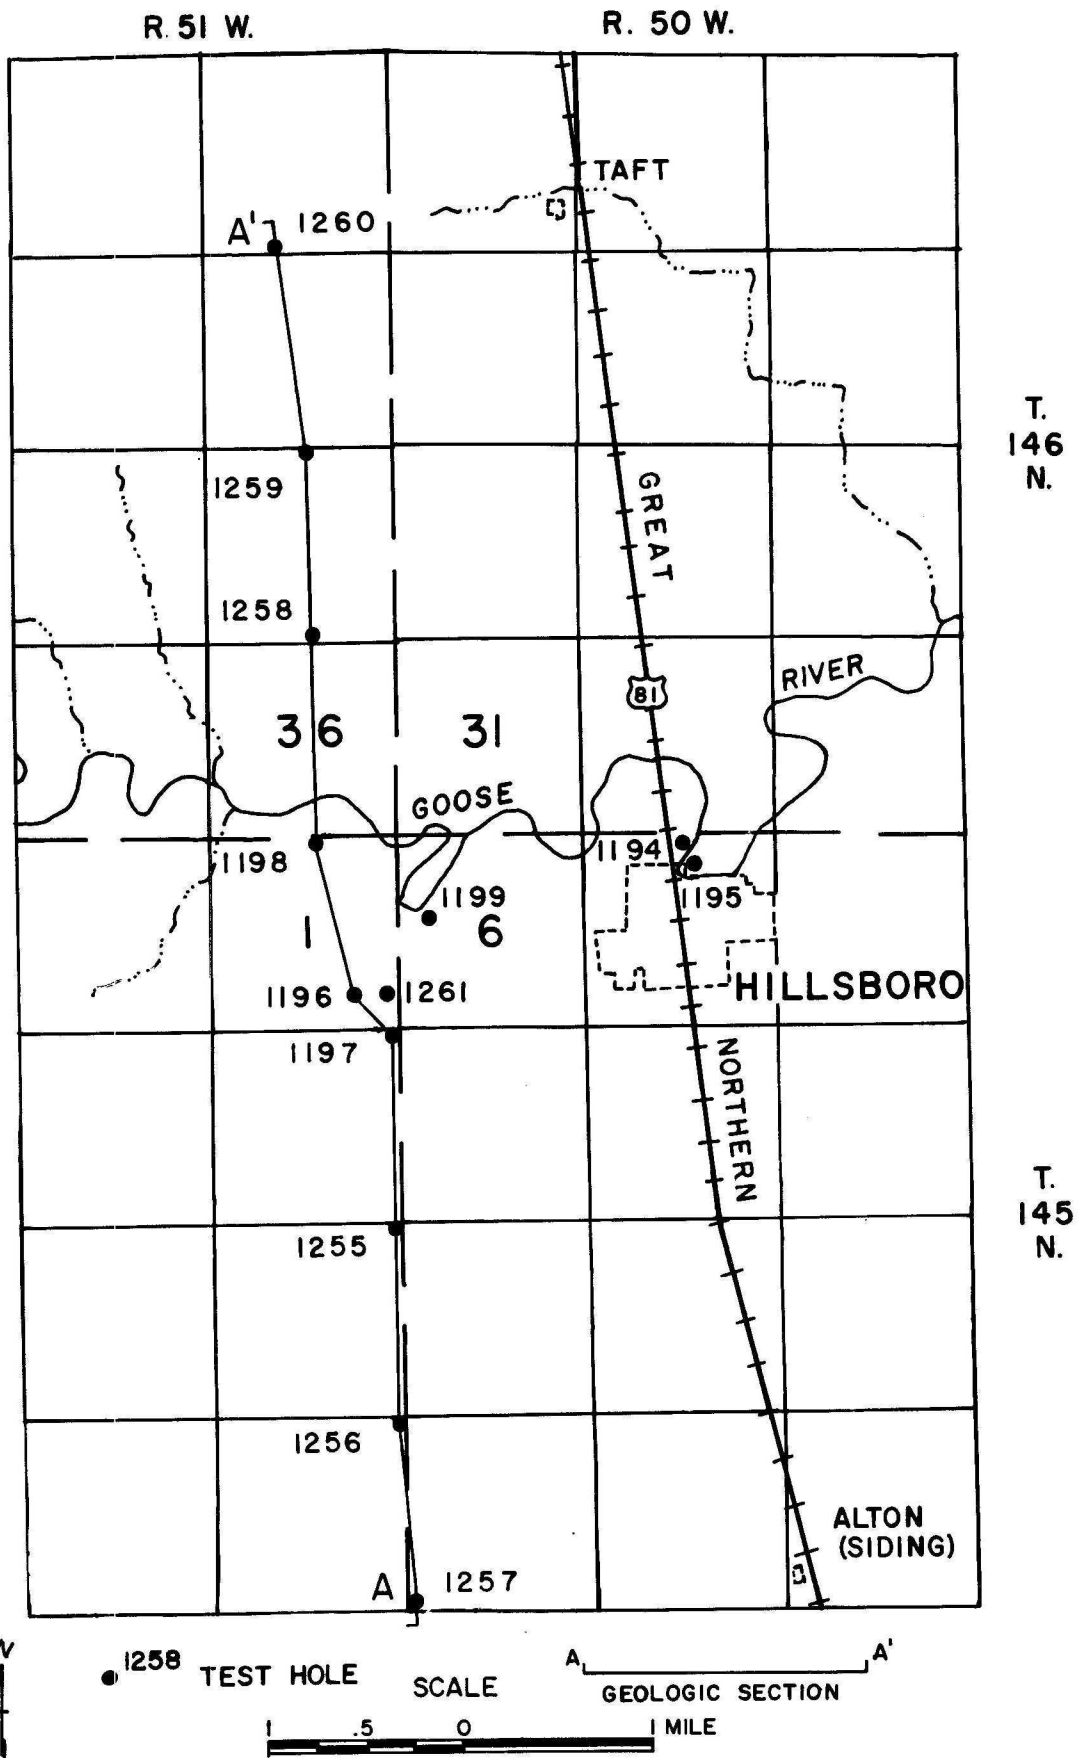 R. 51 W.
R. 50 W.
TAFT
A' 1260
T.
146
N.
1259
GREAT
1258
81
RIVER
36
31
GOOSE
1198
1194
1199
1195
1
6
1196
1261
HILLSBORO
1197
NORTHERN
T.
145
N.
1255
1256
ALTON
(SIDING)
A 1257
1258 TEST HOLE
SCALE
A A'
GEOLOGIC SECTION
1 .5 0 1 MILE